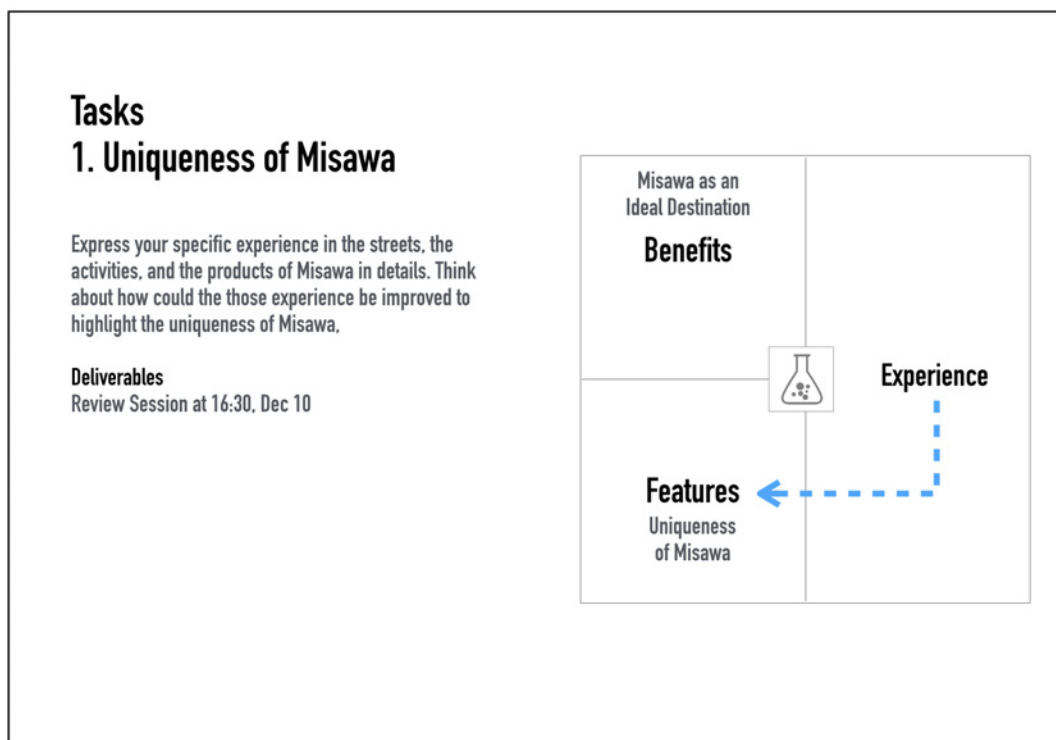 Tasks
1. Uniqueness of Misawa
Express your specific experience in the streets, the
activities, and the products of Misawa in details. Think
about how could the those experience be improved to
highlight the uniqueness of Misawa,
Deliverables
Review Session at 16:30, Dec 10
Misawa as an
Ideal Destination
Benefits
Experience
Features
Uniqueness
of Misawa